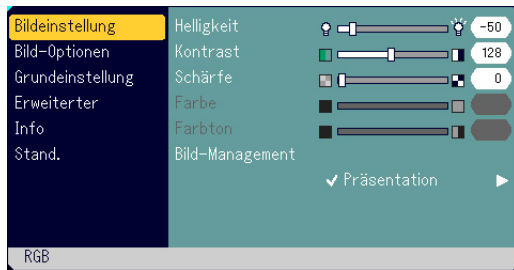 Bildeinstellung
Bild-Optionen
Grundeinstellung
Erweiterter
Info
Stand.
Helligkeit -50
Kontrast 128
Schärfe 0
Farbe
Farbton
Bild-Management
Präsentation
RGB